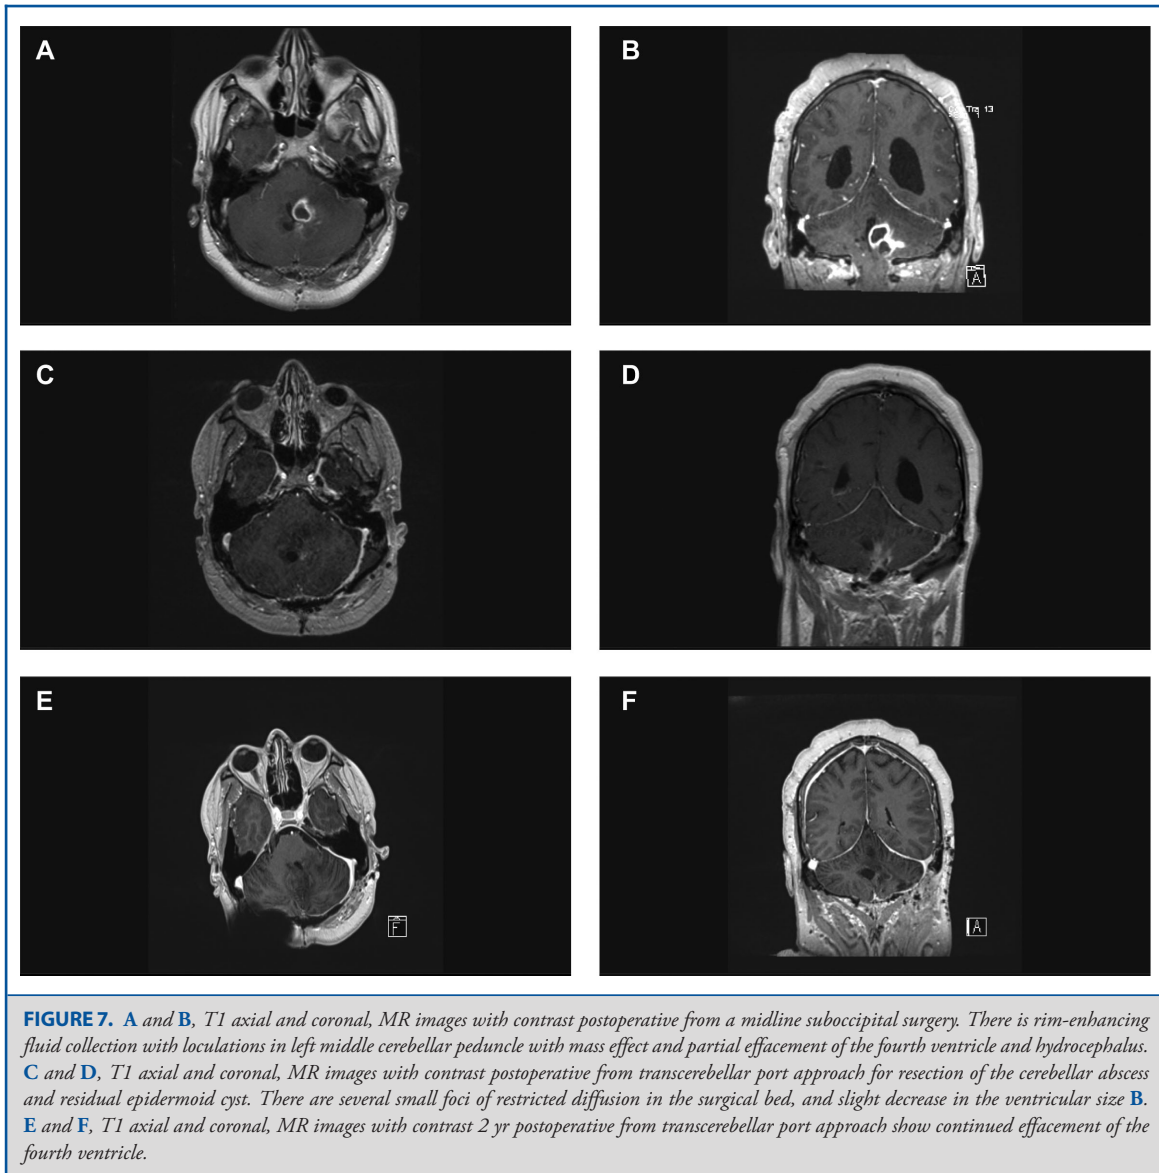 A
B
Tra 13
A
C
D
E
F
F
A
FIGURE 7. A and B, T1 axial and coronal, MR images with contrast postoperative from a midline suboccipital surgery. There is rim-enhancing
fluid collection with loculations in left middle cerebellar peduncle with mass effect and partial effacement of the fourth ventricle and hydrocephalus.
C and D, T1 axial and coronal, MR images with contrast postoperative from transcerebellar port approach for resection of the cerebellar abscess
and residual epidermoid cyst. There are several small foci of restricted diffusion in the surgical bed, and slight decrease in the ventricular size B.
E and F, T1 axial and coronal, MR images with contrast 2 yr postoperative from transcerebellar port approach show continued effacement of the
fourth ventricle.